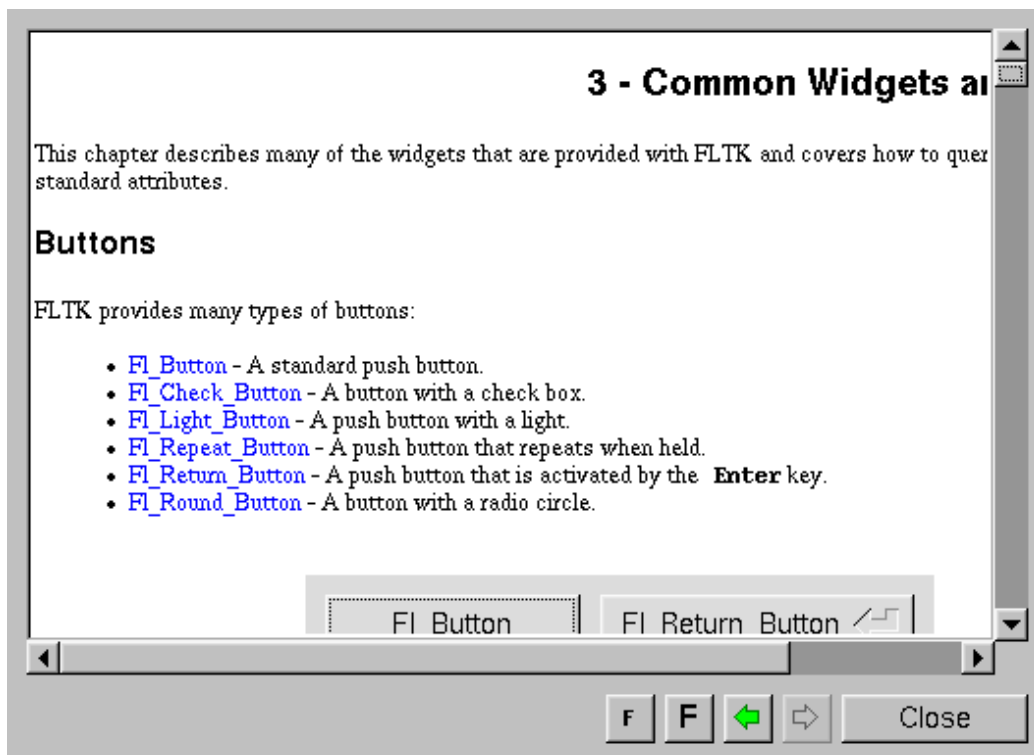 3 - Common Widgets
This chapter describes many of the widgets that are provided with FLTK and covers how to
standard attributes.
Buttons
FLTK provides many types of buttons:
• Fl_Button - A standard push button.
• Fl_Check_Button - A button with a check box.
• Fl_Light_Button - A push button with a light.
• Fl_Repeat_Button - A push button that repeats when held.
• Fl_Return_Button - A push button that is activated by the Enter key.
• Fl_Round_Button - A button with a radio circle.
Fl_Button Fl_Return_Button
F F Close